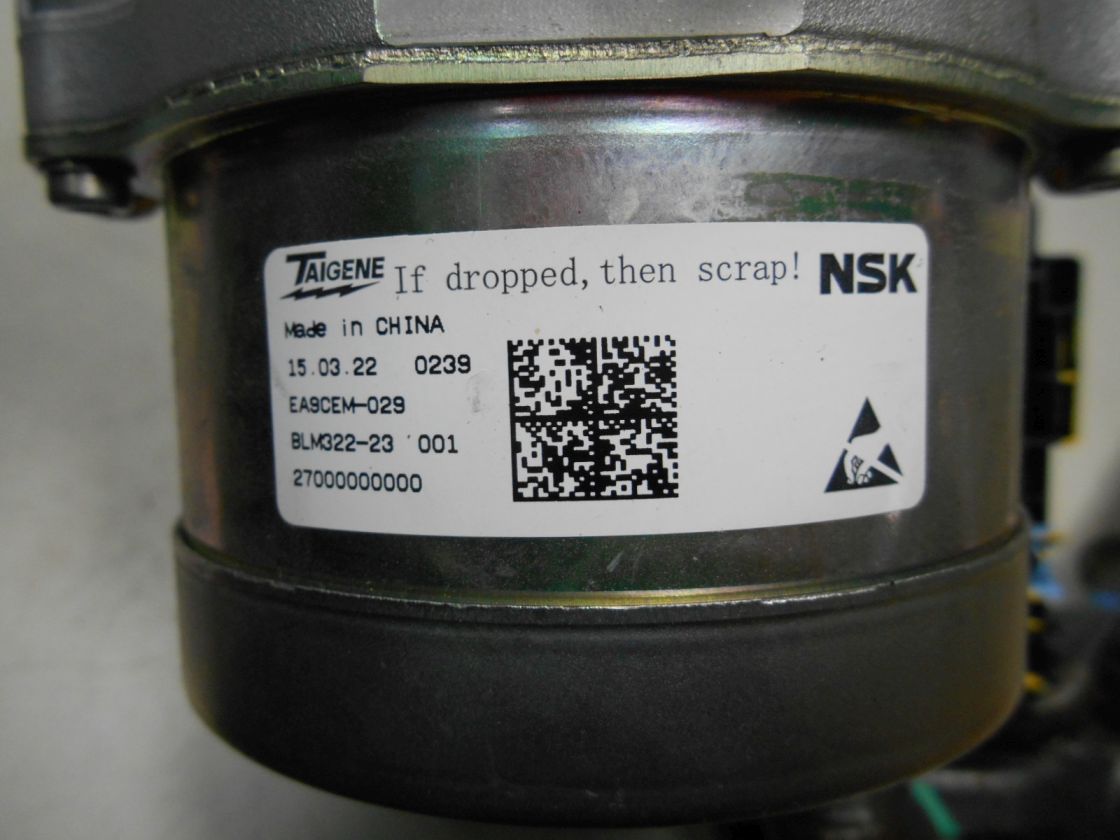 TAIGENE If dropped, then scrap! NSK
Made in CHINA
15.03.22 0239
EA9CEM-029
BLM322-23 001
27000000000